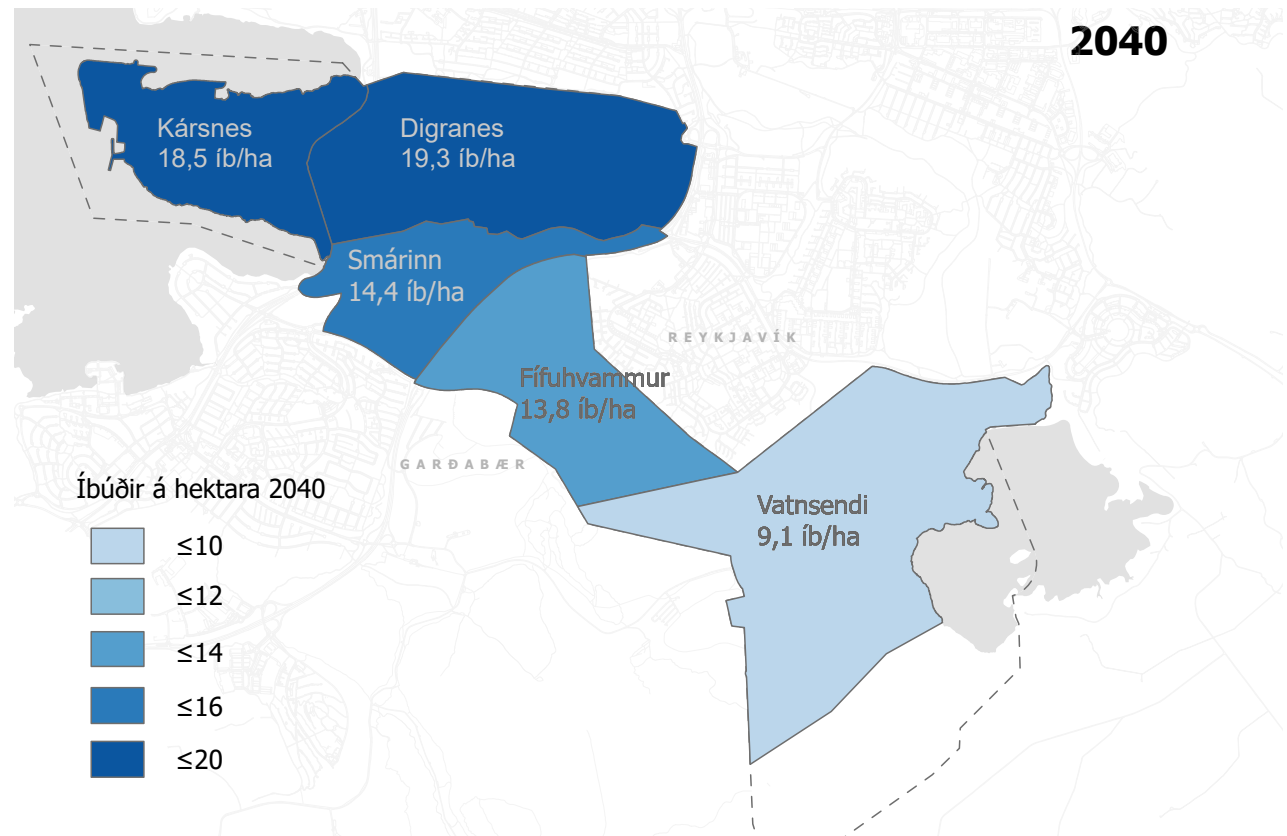 2040
Kársnes
18,5 íb/ha
Digranes
19,3 íb/ha
Smárinn
14,4 íb/ha
REYKJAVÍK
Fífuhvammur
13,8 íb/ha
GARÐABÆR
Vatnsendi
9,1 íb/ha
Íbúðir á hektara 2040
≤10
≤12
≤14
≤16
≤20